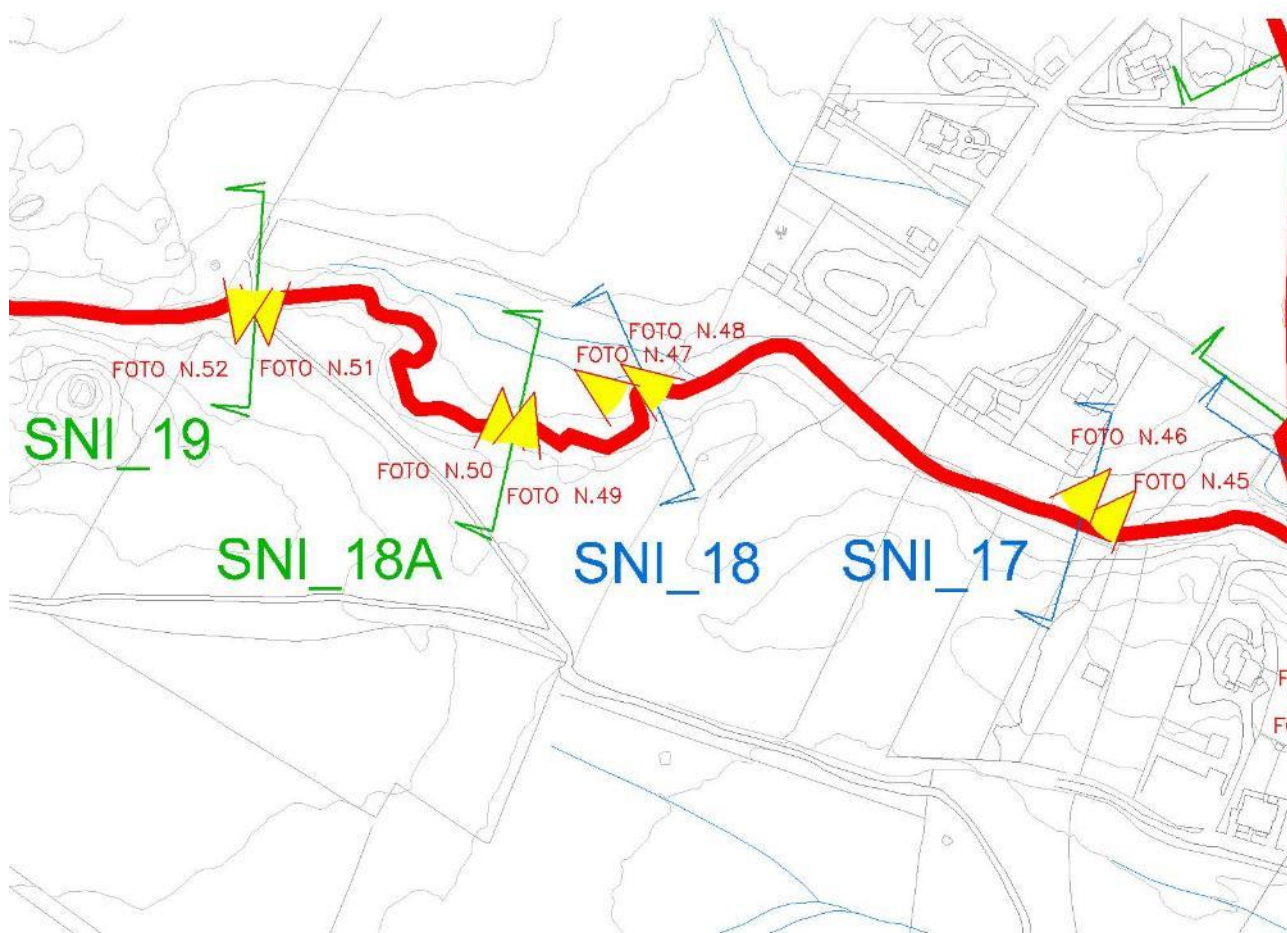 FOTO N.48
FOTO N.47
FOTO N.52
FOTO N.51
FOTO N.46
SNI_19
FOTO N.50
FOTO N.45
FOTO N.49
SNI_18A
SNI_18
SNI_17
F
F